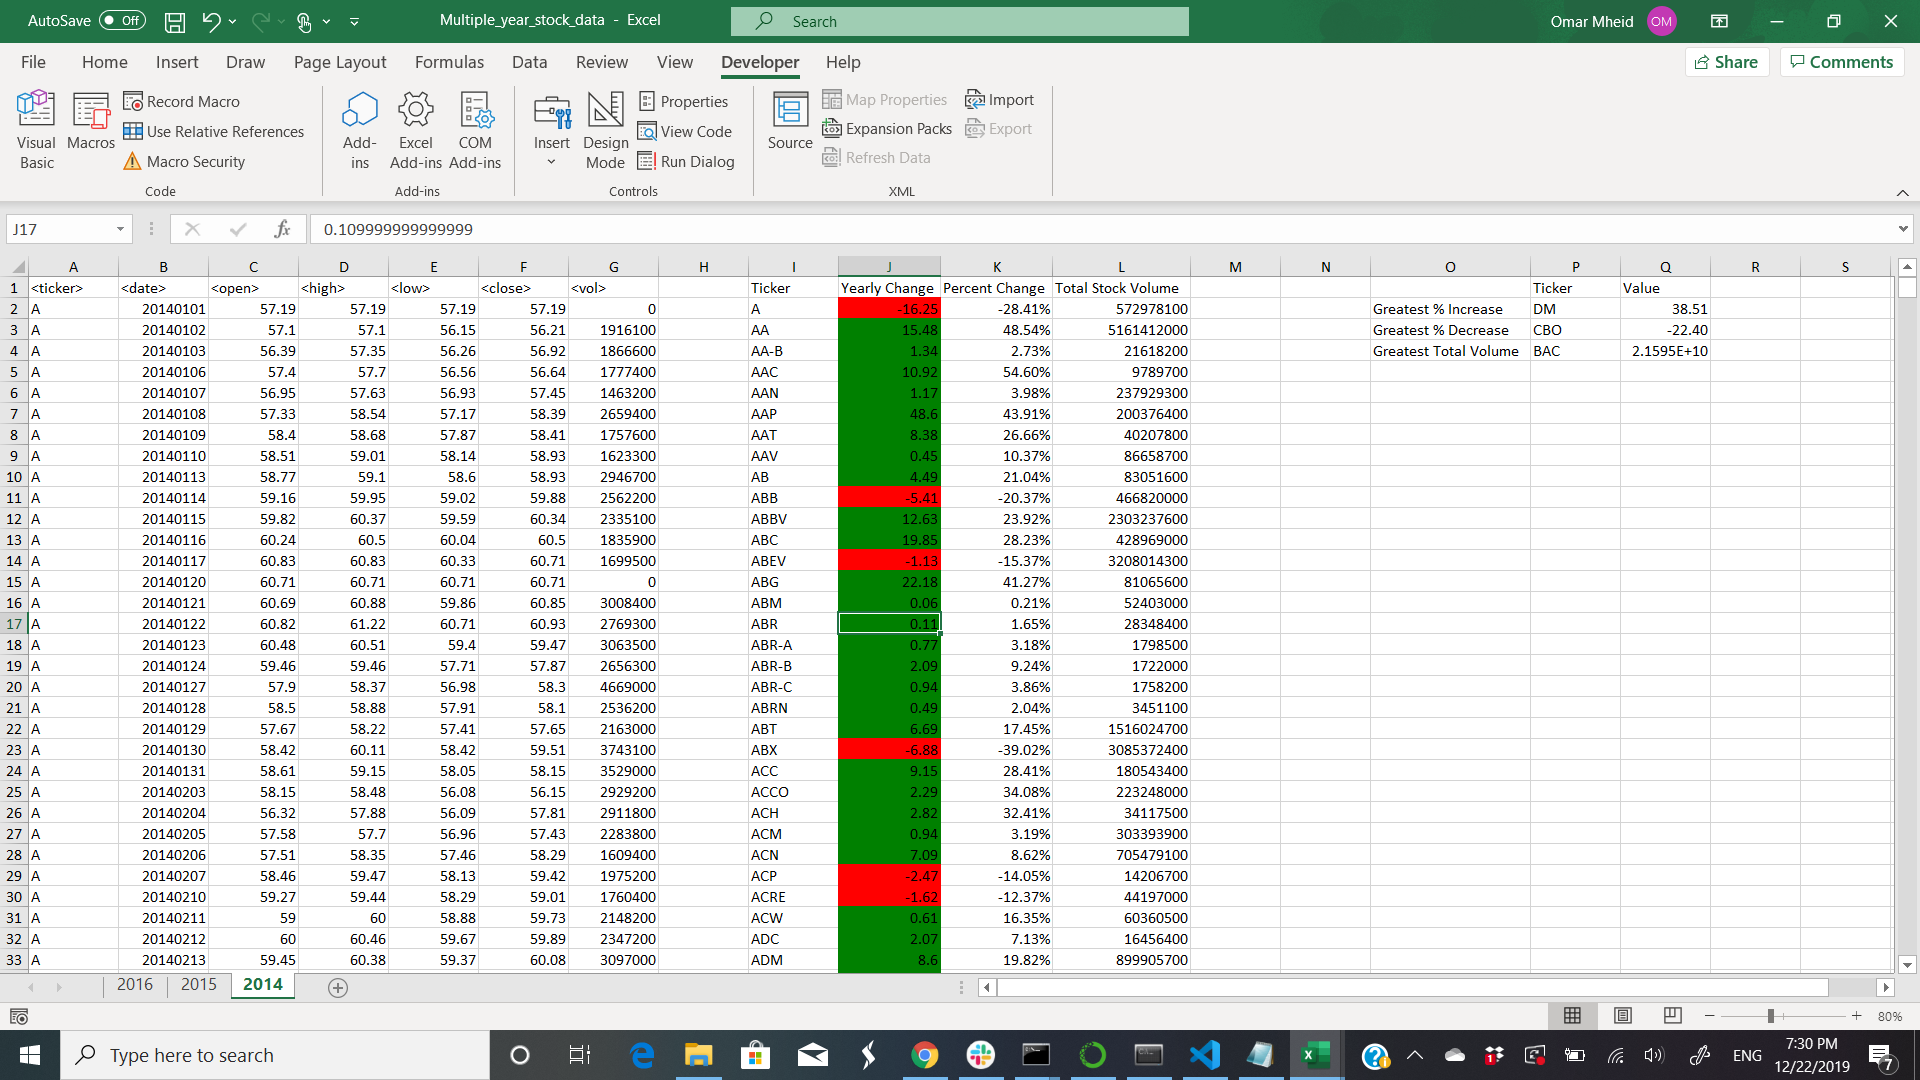 AutoSave Off Multiple_year_stock_data - Excel Search Omar Mheid OM
File Home Insert Draw Page Layout Formulas Data Review View Developer Help Share Comments
Visual Basic
Macros
Record Macro
Use Relative References
Macro Security
Code
Add-ins
Excel Add-ins
COM Add-ins
Add-ins
Insert
Design Mode
Properties
View Code
Run Dialog
Controls
Source
Map Properties
Expansion Packs
Refresh Data
Import
Export
XML
J17 fx 0.109999999999999
A B C D E F G H I J K L M N O P Q R S
1 <ticker> <date> <open> <high> <low> <close> <vol> Ticker Yearly Change Percent Change Total Stock Volume Ticker Value
2 A 20140101 57.19 57.19 57.19 57.19 0 A -16.25 -28.41% 572978100 Greatest % Increase DM 38.51
3 A 20140102 57.1 57.1 56.15 56.21 1916100 AA 15.48 48.54% 5161412000 Greatest % Decrease CBO -22.40
4 A 20140103 56.39 57.35 56.26 56.92 1866600 AA-B 1.34 2.73% 21618200 Greatest Total Volume BAC 2.1595E+10
5 A 20140106 57.4 57.7 56.56 56.64 1777400 AAC 10.92 54.60% 9789700
6 A 20140107 56.95 57.63 56.93 57.45 1463200 AAN 1.17 3.98% 237929300
7 A 20140108 57.33 58.54 57.17 58.39 2659400 AAP 48.6 43.91% 200376400
8 A 20140109 58.4 58.68 57.87 58.41 1757600 AAT 8.38 26.66% 40207800
9 A 20140110 58.51 59.01 58.14 58.93 1623300 AAV 0.45 10.37% 86658700
10 A 20140113 58.77 59.1 58.6 58.93 2946700 AB 4.49 21.04% 83051600
11 A 20140114 59.16 59.95 59.02 59.88 2562200 ABB -5.41 -20.37% 466820000
12 A 20140115 59.82 60.37 59.59 60.34 2335100 ABBV 12.63 23.92% 2303237600
13 A 20140116 60.24 60.5 60.04 60.5 1835900 ABC 19.85 28.23% 428969000
14 A 20140117 60.83 60.83 60.33 60.71 1699500 ABEV -1.13 -15.37% 3208014300
15 A 20140120 60.71 60.71 60.71 60.71 0 ABG 22.18 41.27% 81065600
16 A 20140121 60.69 60.88 59.86 60.85 3008400 ABM 0.06 0.21% 52403000
17 A 20140122 60.82 61.22 60.71 60.93 2769300 ABR 0.11 1.65% 28348400
18 A 20140123 60.48 60.51 59.4 59.47 3063500 ABR-A 0.77 3.18% 1798500
19 A 20140124 59.46 59.46 57.71 57.87 2656300 ABR-B 2.09 9.24% 1722000
20 A 20140127 57.9 58.37 56.98 58.3 4669000 ABR-C 0.94 3.86% 1758200
21 A 20140128 58.5 58.88 57.91 58.1 2536200 ABRN 0.49 2.04% 3451100
22 A 20140129 57.67 58.22 57.41 57.65 2163000 ABT 6.69 17.45% 1516024700
23 A 20140130 58.42 60.11 58.42 59.51 3743100 ABX -6.88 -39.02% 3085372400
24 A 20140131 58.61 59.15 58.05 58.15 3529000 ACC 9.15 28.41% 180543400
25 A 20140203 58.15 58.48 56.08 56.15 2929200 ACCO 2.29 34.08% 223248000
26 A 20140204 56.32 57.88 56.09 57.81 2911800 ACH 2.82 32.41% 34117500
27 A 20140205 57.58 57.7 56.96 57.43 2283800 ACM 0.94 3.19% 303393900
28 A 20140206 57.51 58.35 57.46 58.29 1609400 ACN 7.09 8.62% 705479100
29 A 20140207 58.46 59.47 58.13 59.42 1975200 ACP -2.47 -14.05% 14206700
30 A 20140210 59.27 59.44 58.29 59.01 1760400 ACRE -1.62 -12.37% 44197000
31 A 20140211 59 60 58.88 59.73 2148200 ACW 0.61 16.35% 60360500
32 A 20140212 60 60.46 59.67 59.89 2347200 ADC 2.07 7.13% 16456400
33 A 20140213 59.45 60.38 59.37 60.08 3097000 ADM 8.6 19.82% 899905700
2016 2015 2014
80%
Type here to search ENG 7:30 PM
12/22/2019 7